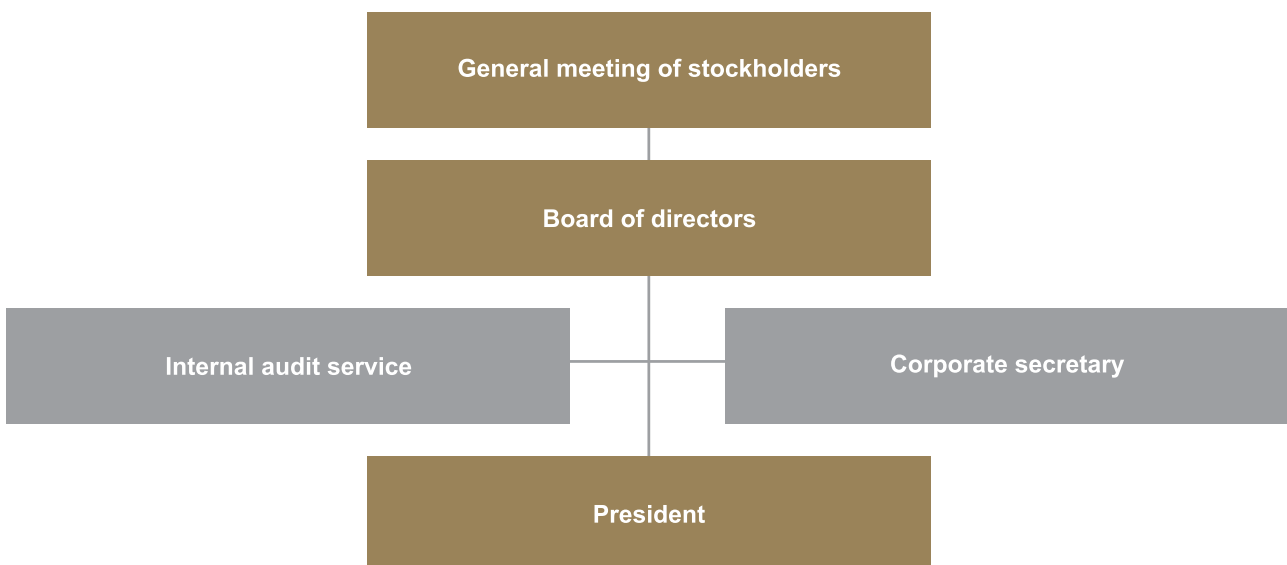 General meeting of stockholders
Board of directors
Internal audit service
Corporate secretary
President